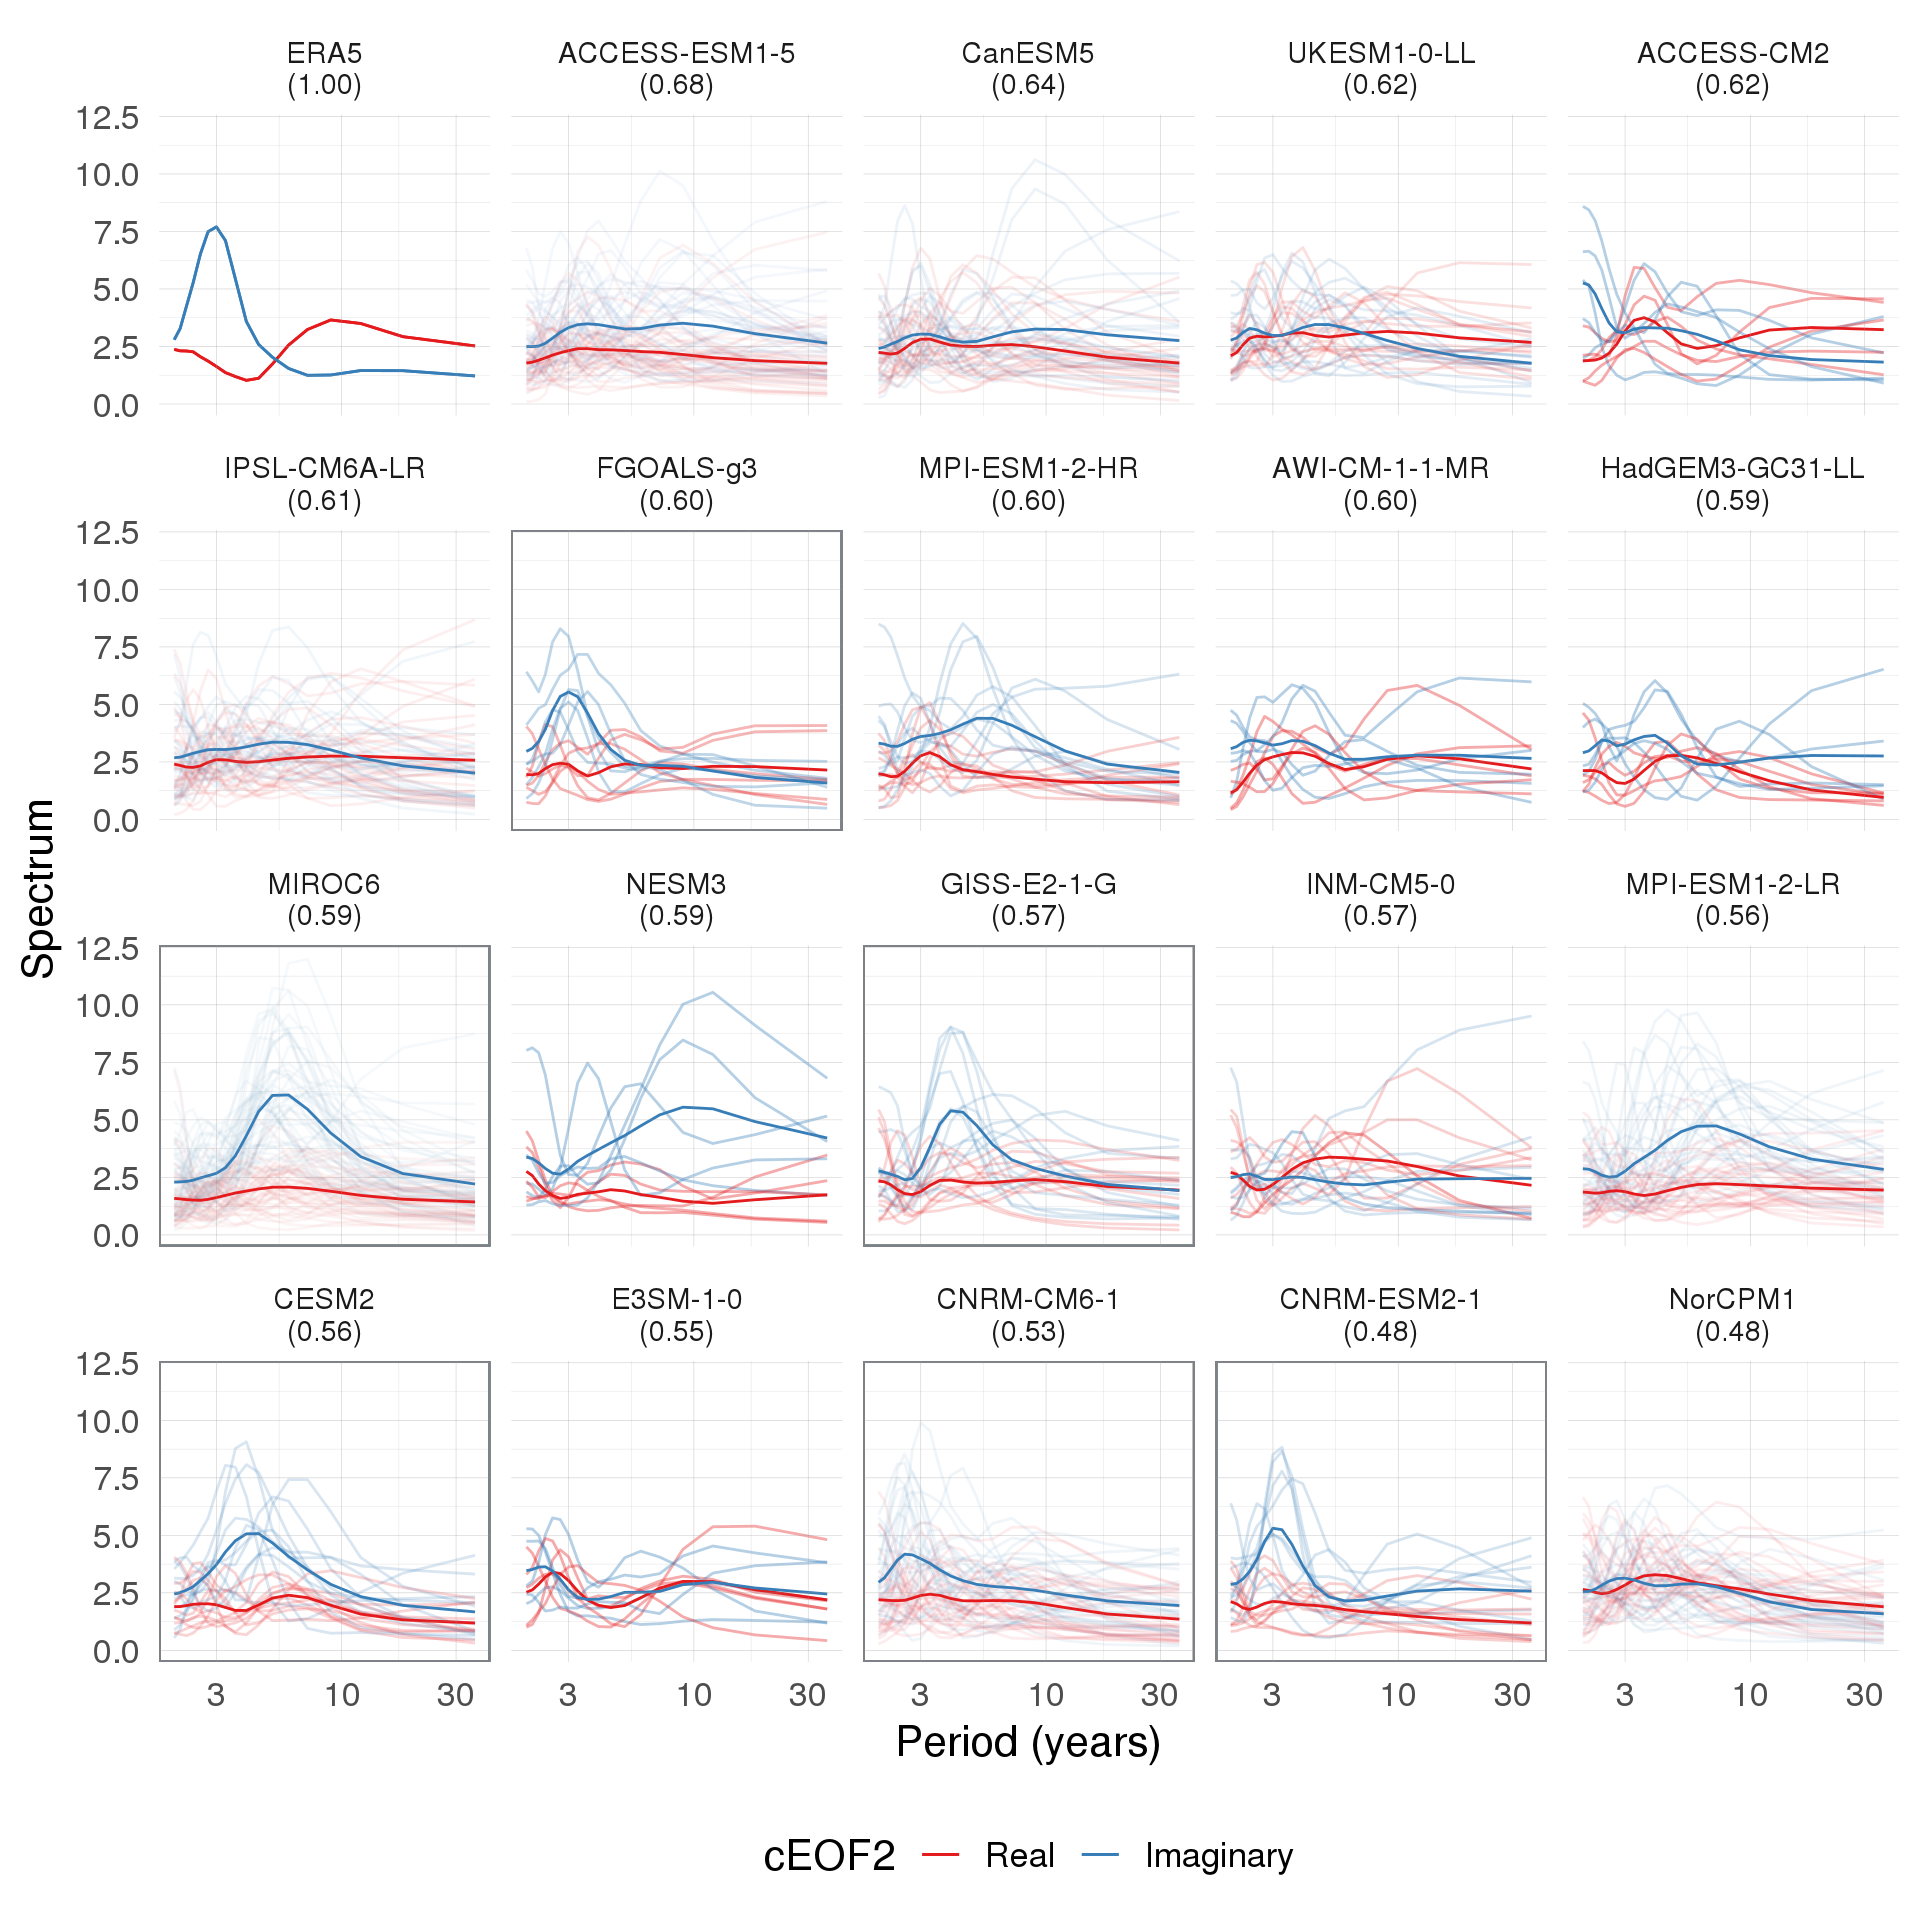 ERA5
(1.00)
ACCESS-ESM1-5
(0.68)
CanESM5
(0.64)
UKESM1-0-LL
(0.62)
ACCESS-CM2
(0.62)
12.5
10.0
7.5
5.0
2.5
0.0
IPSL-CM6A-LR
(0.61)
FGOALS-g3
(0.60)
MPI-ESM1-2-HR
(0.60)
AWI-CM-1-1-MR
(0.60)
HadGEM3-GC31-LL
(0.59)
12.5
10.0
7.5
5.0
2.5
0.0
MIROC6
(0.59)
NESM3
(0.59)
GISS-E2-1-G
(0.57)
INM-CM5-0
(0.57)
MPI-ESM1-2-LR
(0.56)
12.5
10.0
7.5
5.0
2.5
0.0
CESM2
(0.56)
E3SM-1-0
(0.55)
CNRM-CM6-1
(0.53)
CNRM-ESM2-1
(0.48)
NorCPM1
(0.48)
12.5
10.0
7.5
5.0
2.5
0.0
3 10 30
3 10 30
3 10 30
3 10 30
3 10 30
Spectrum
Period (years)
cEOF2 Real Imaginary